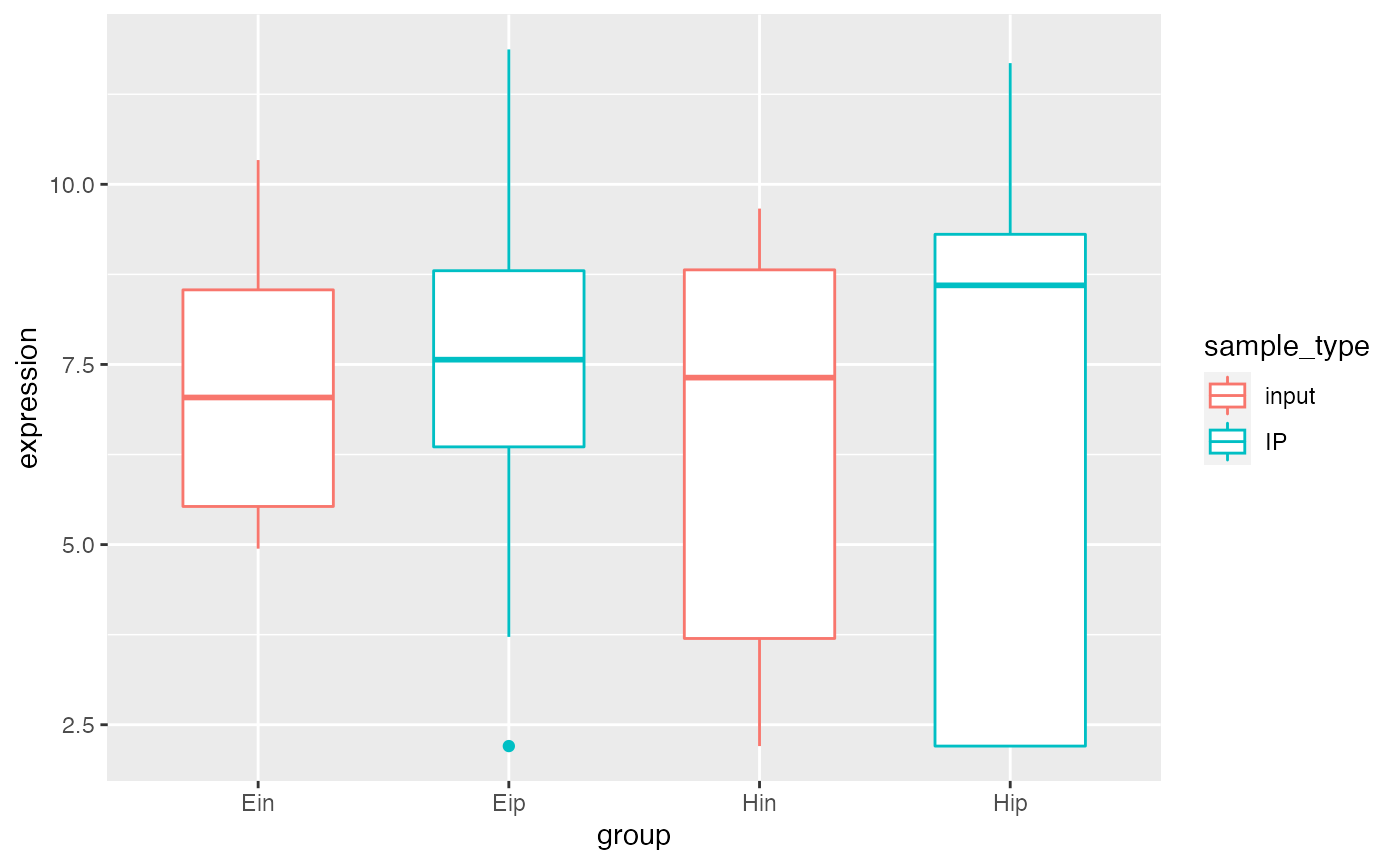 expression
10.0
7.5
5.0
2.5
Ein Eip Hin Hip
group
sample_type
input
IP